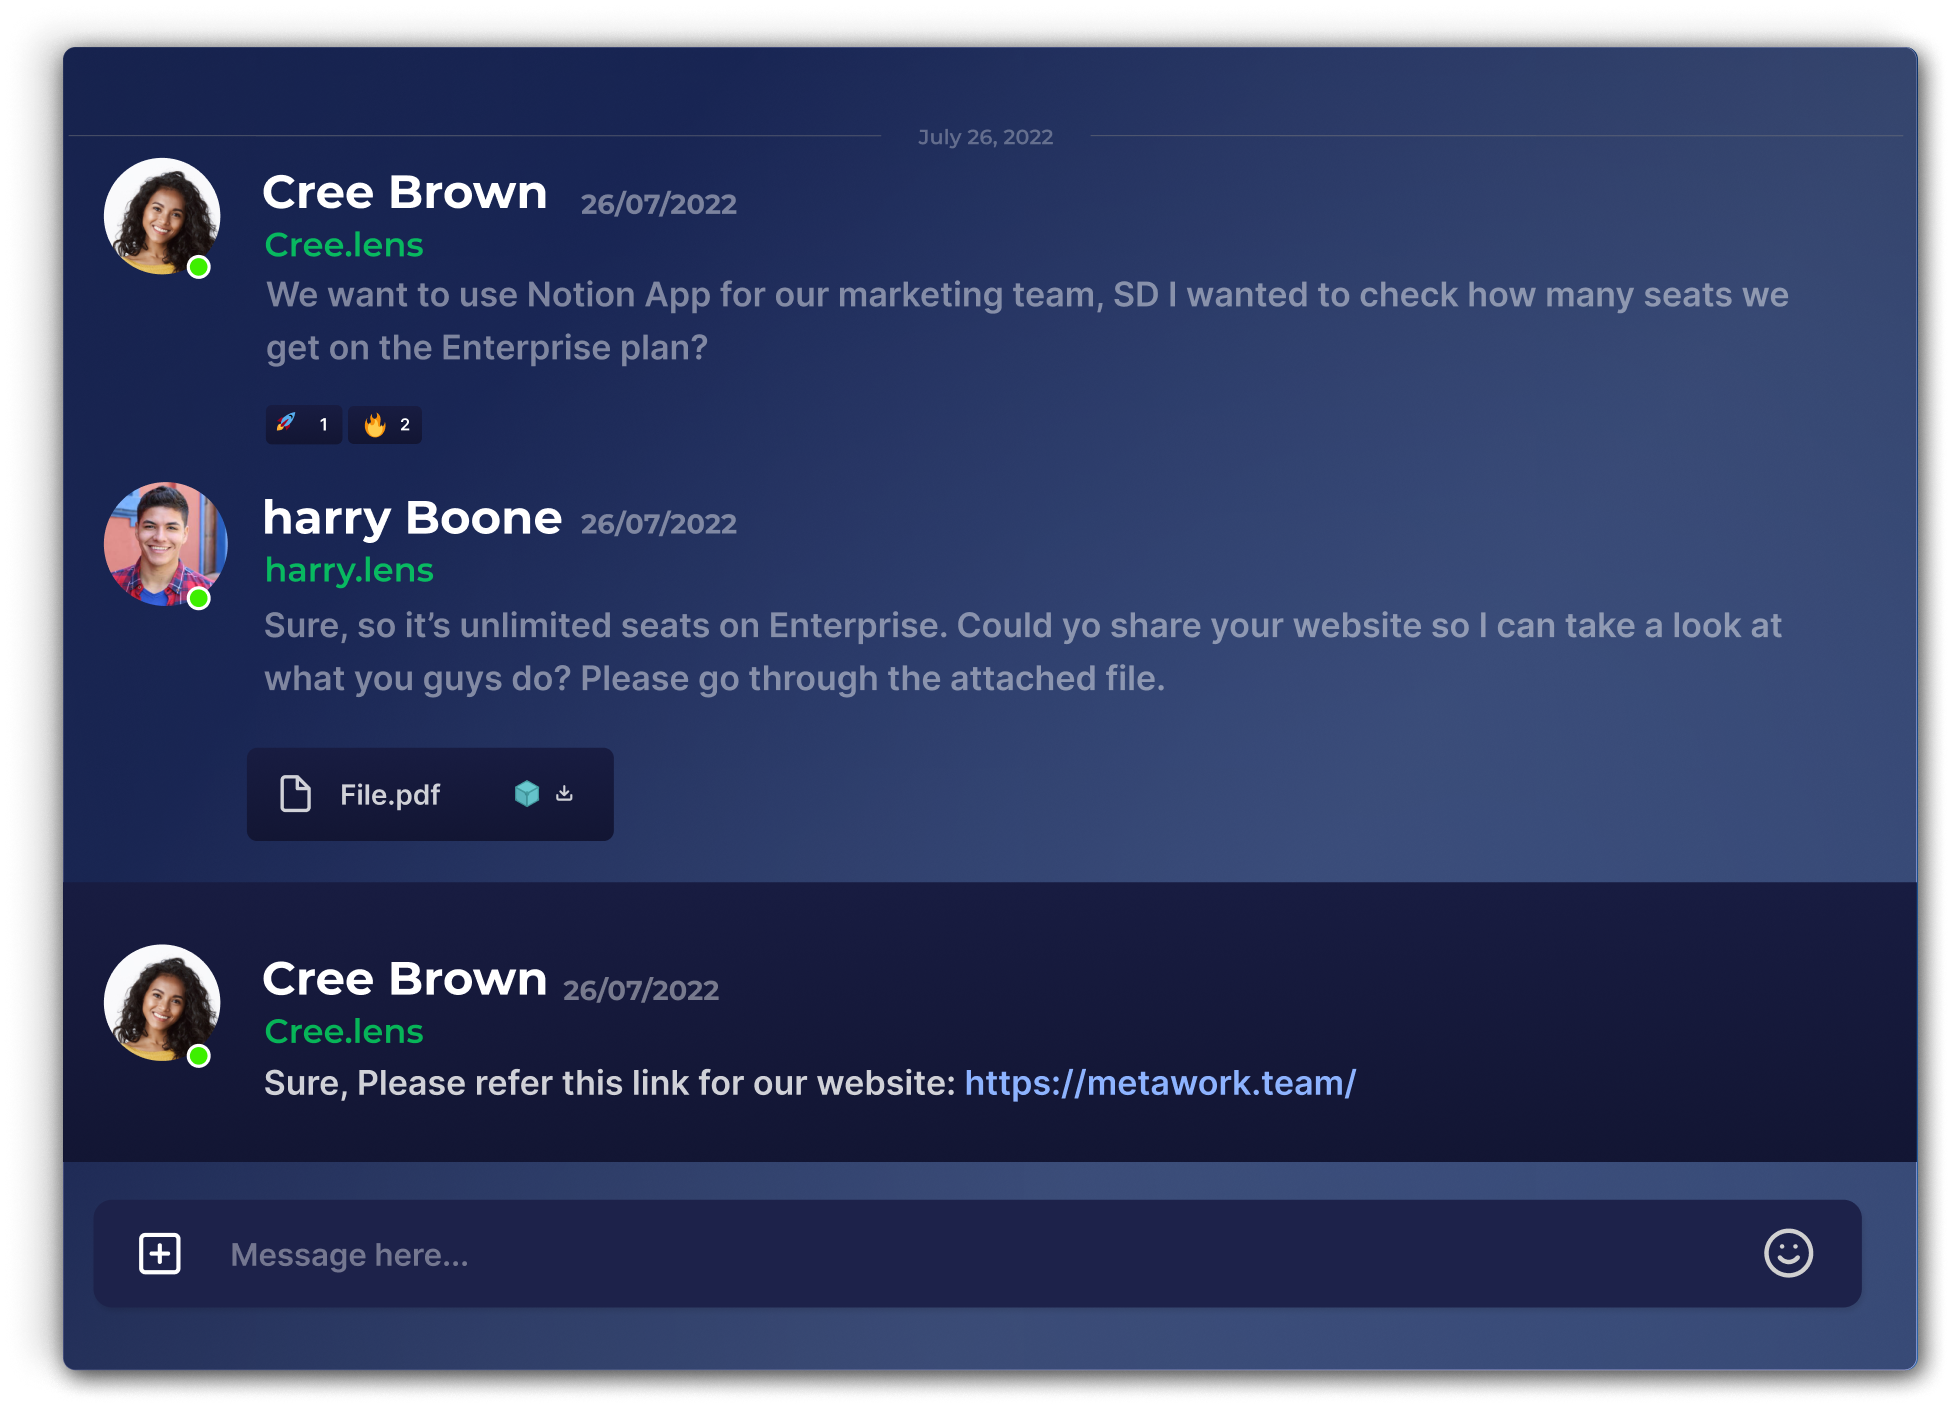 July 26, 2022
Cree Brown 26/07/2022
Cree.lens
We want to use Notion App for our marketing team, SD I wanted to check how many seats we
get on the Enterprise plan?
1 2
harry Boone 26/07/2022
harry.lens
Sure, so it’s unlimited seats on Enterprise. Could yo share your website so I can take a look at
what you guys do? Please go through the attached file.
File.pdf
Cree Brown 26/07/2022
Cree.lens
Sure, Please refer this link for our website: https://metawork.team/
Message here...